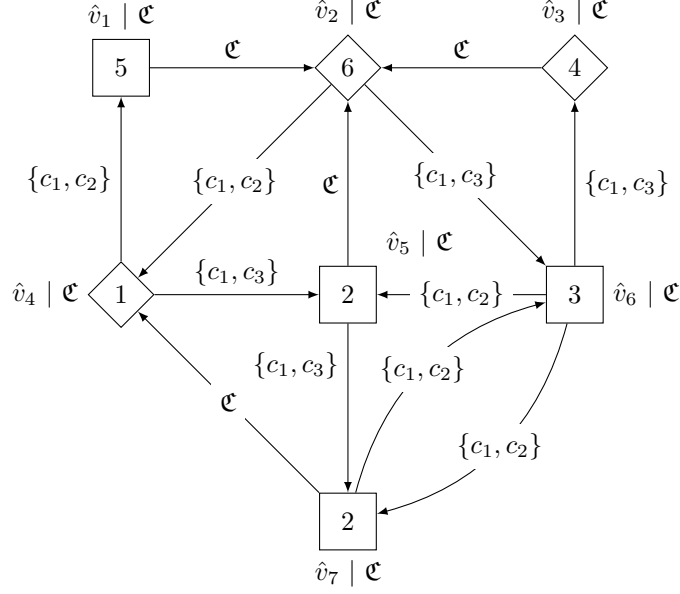 v̂₁ | ℭ
v̂₂ | ℭ
v̂₃ | ℭ
5
ℭ
6
ℭ
4
{c₁, c₂}
{c₁, c₂}
ℭ
{c₁, c₃}
{c₁, c₃}
v̂₅ | ℭ
v̂₄ | ℭ
1
{c₁, c₃}
2
{c₁, c₂}
3
v̂₆ | ℭ
{c₁, c₃}
{c₁, c₂}
ℭ
{c₁, c₂}
2
v̂₇ | ℭ